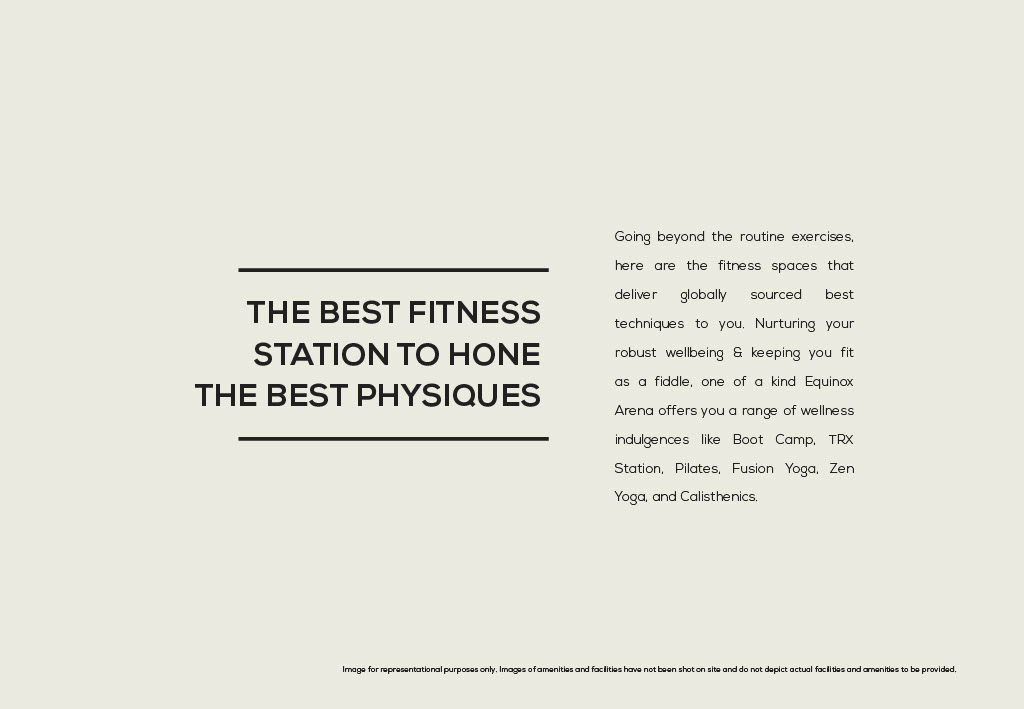 THE BEST FITNESS
STATION TO HONE
THE BEST PHYSIQUES
Going beyond the routine exercises,
here are the fitness spaces that
deliver globally sourced best
techniques to you. Nurturing your
robust wellbeing & keeping you fit
as a fiddle, one of a kind Equinox
Arena offers you a range of wellness
indulgences like Boot Camp, TRX
Station, Pilates, Fusion Yoga, Zen
Yoga, and Calisthenics.
Image for representational purposes only. Images of amenities and facilities have not been shot on site and do not depict actual facilities and amenities to be provided.